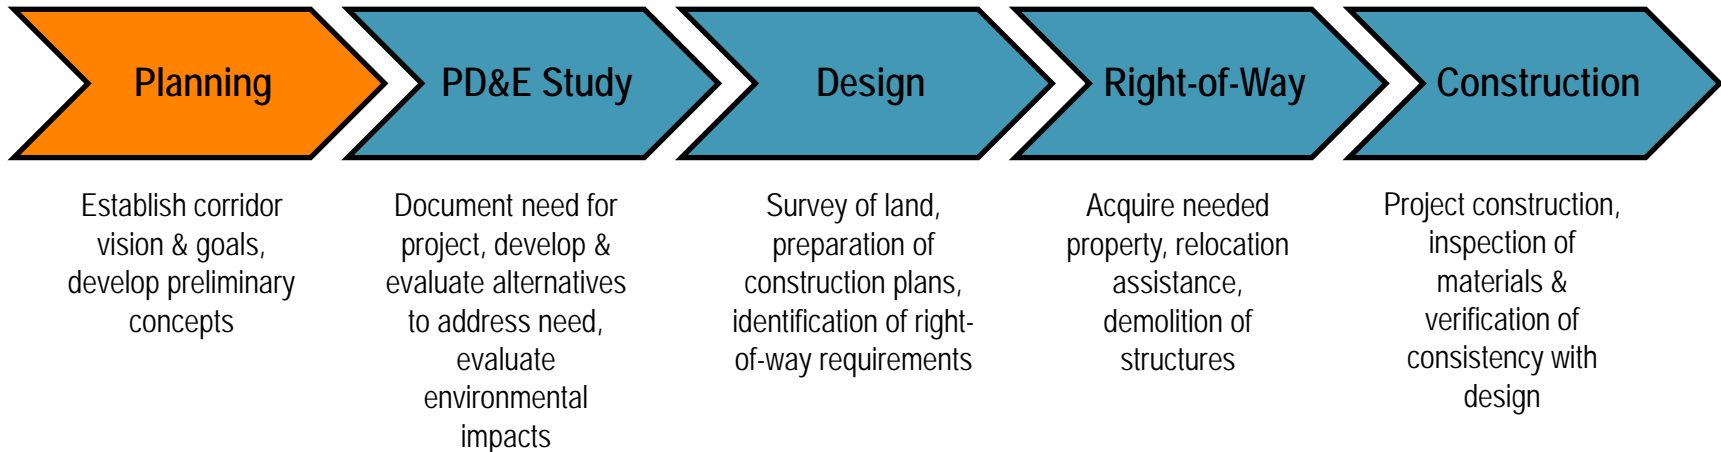 Planning
PD&E Study
Design
Right-of-Way
Construction
Establish corridor
vision & goals,
develop preliminary
concepts
Document need for
project, develop &
evaluate alternatives
to address need,
evaluate
environmental
impacts
Survey of land,
preparation of
construction plans,
identification of right-
of-way requirements
Acquire needed
property, relocation
assistance,
demolition of
structures
Project construction,
inspection of
materials &
verification of
consistency with
design